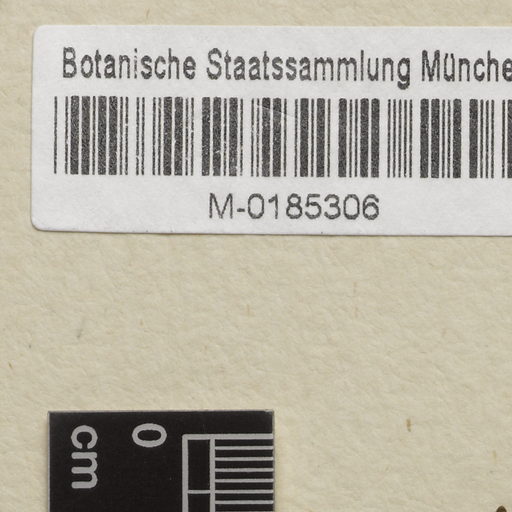 Botanische Staatssammlung Münche
M-0185306
0
cm